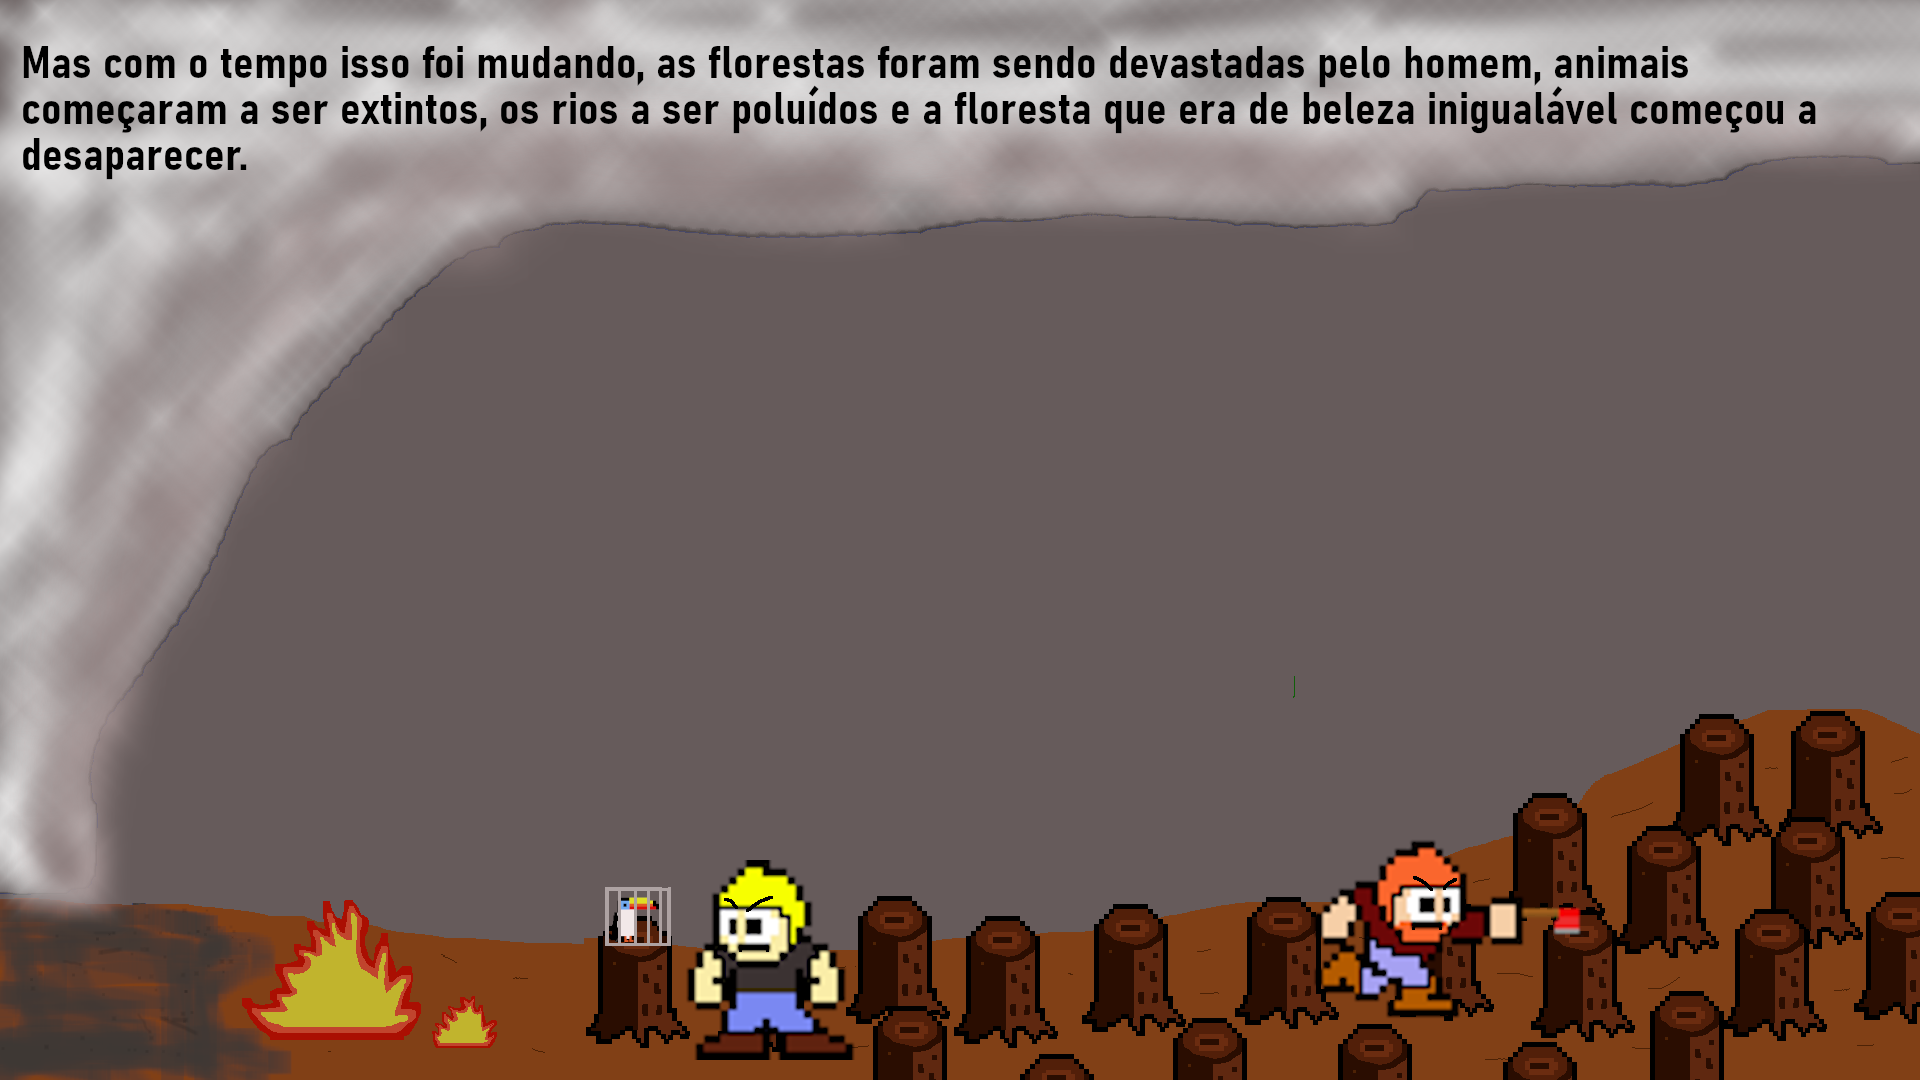 Mas com o tempo isso foi mudando, as florestas foram sendo devastadas pelo homem, animais
começaram a ser extintos, os rios a ser poluídos e a floresta que era de beleza inigualável começou a
desaparecer.